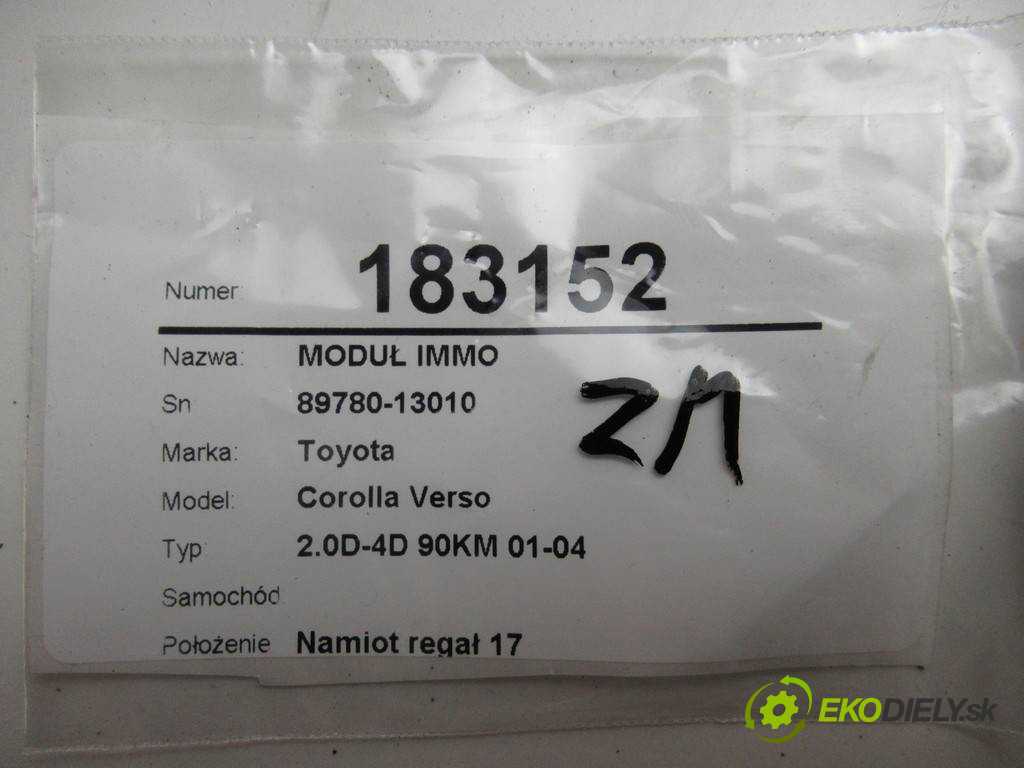 Numer: 183152
Nazwa: MODUŁ IMMO
Sn 89780-13010
Marka: Toyota
Model: Corolla Verso
Typ: 2.0D-4D 90KM 01-04
Samochód
Położenie Namiot regał 17
ZM
EKODIELY.sk